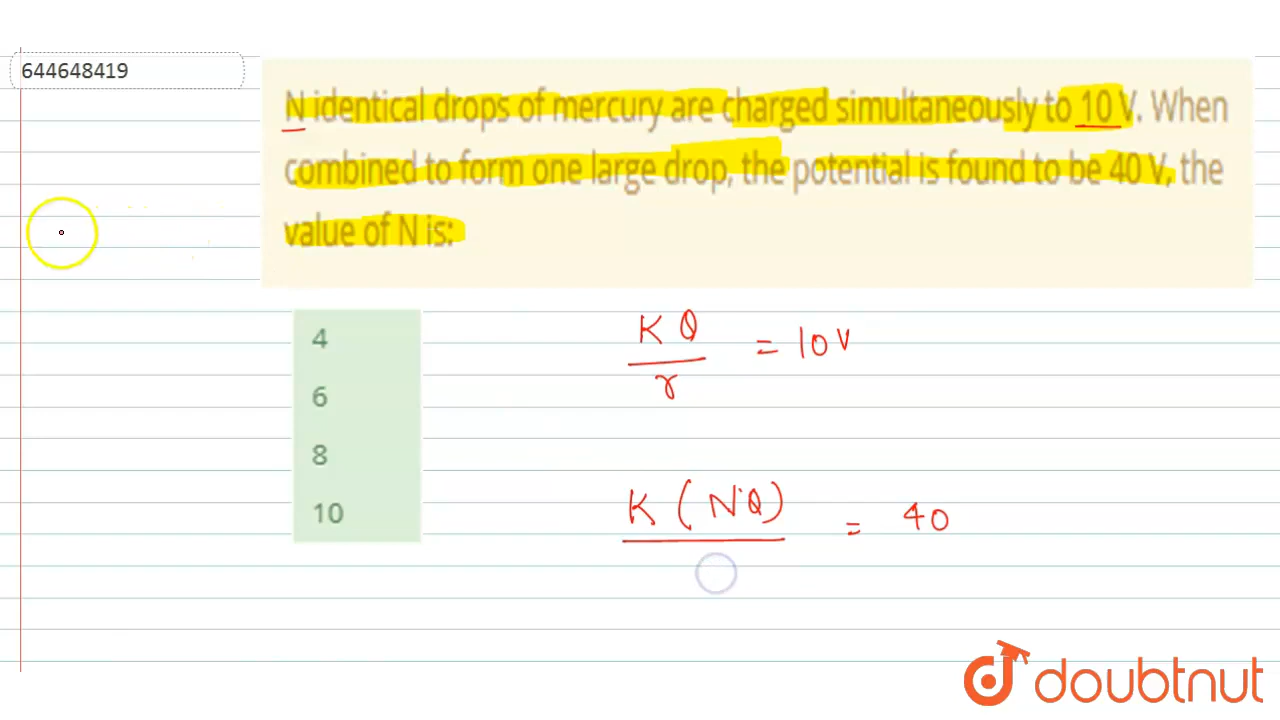 644648419
N identical drops of mercury are charged simultaneously to 10 V. When
combined to form one large drop, the potential is found to be 40 V, the
value of N is:
4
6
8
10
KQ
r
= 10V
K (NQ)
= 40
doubtnut